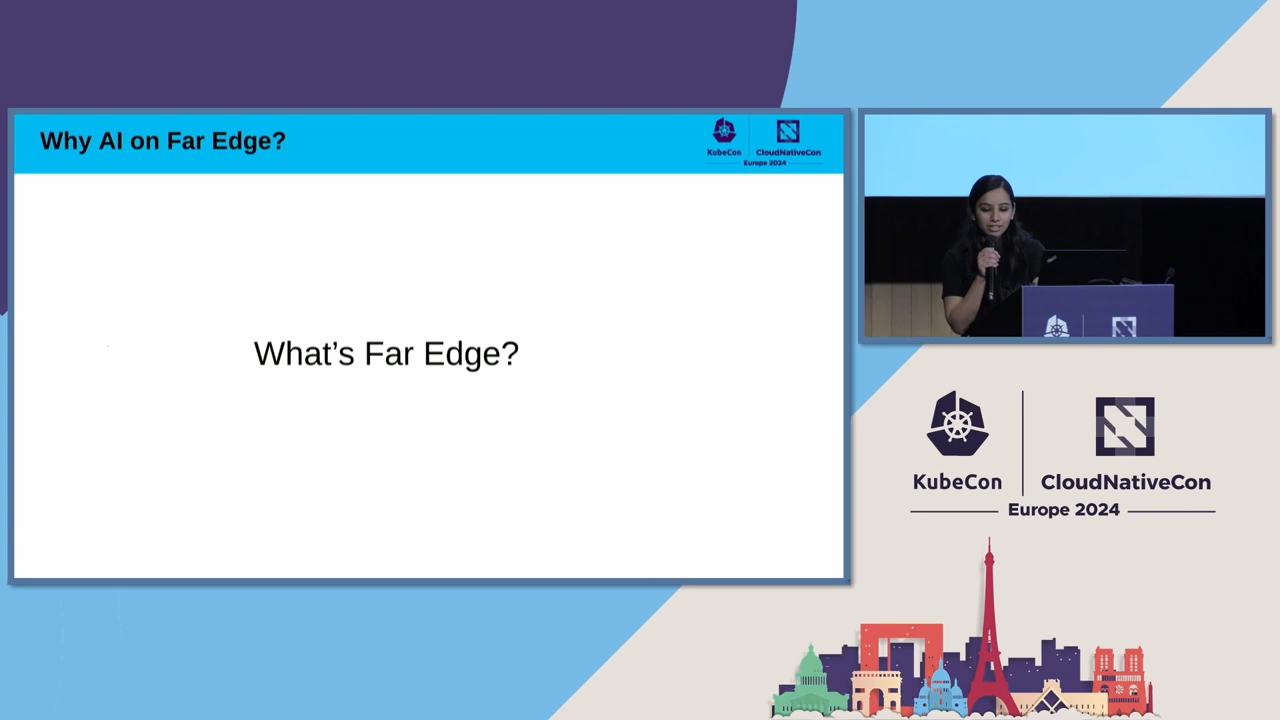 Why AI on Far Edge?
KubeCon
CloudNativeCon
Europe 2024
What’s Far Edge?
KubeCon
CloudNativeCon
Europe 2024